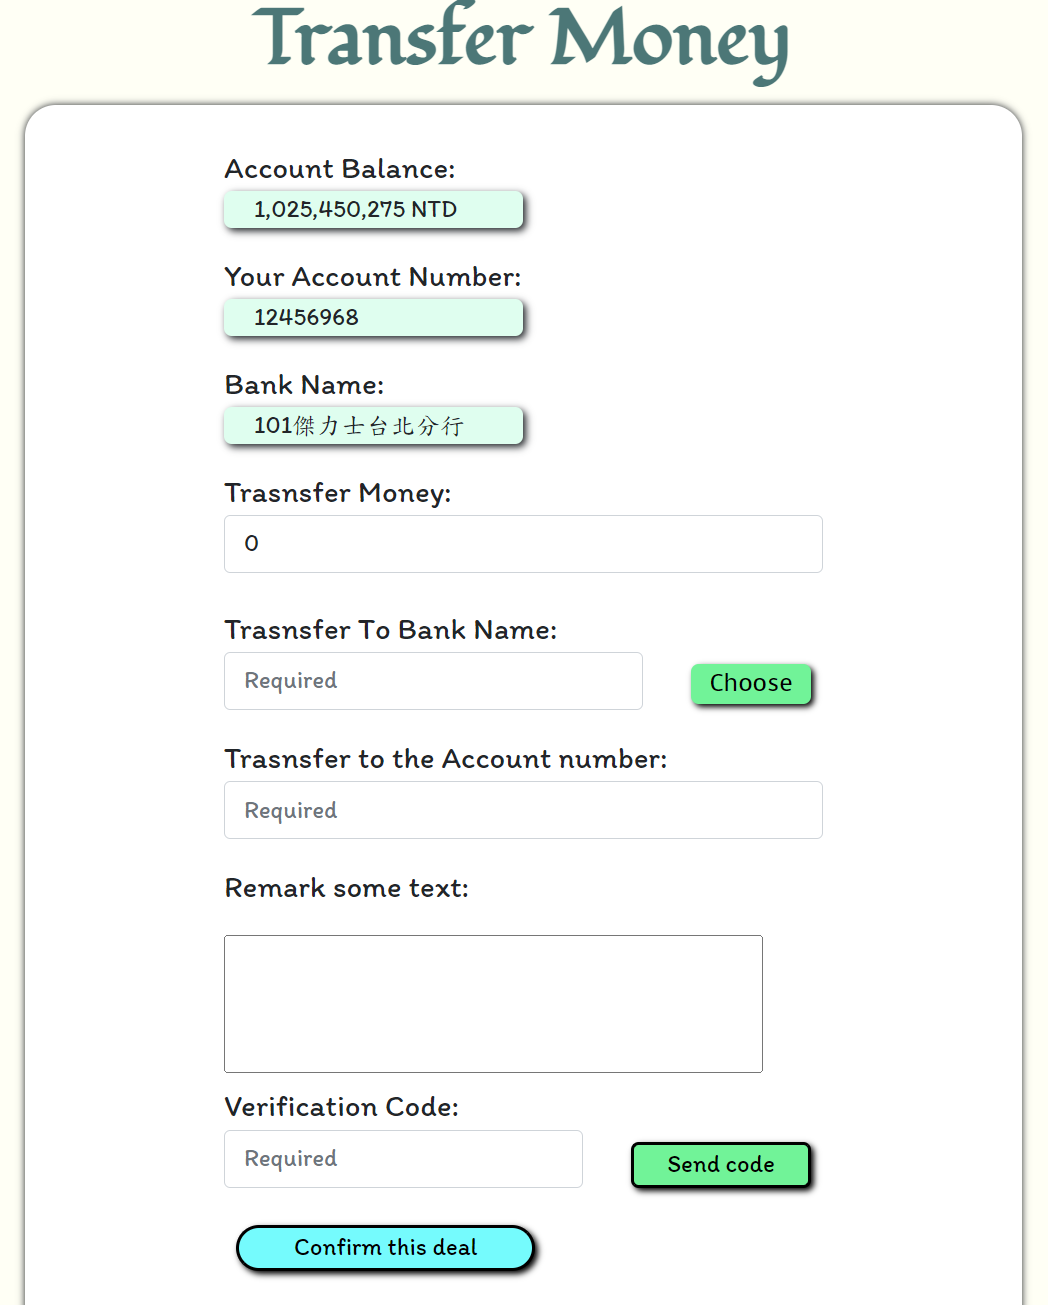 Transfer Money
Account Balance:
1,025,450,275 NTD
Your Account Number:
12456968
Bank Name:
101傑力士台北分行
Trasnsfer Money:
0
Trasnsfer To Bank Name:
Required
Choose
Trasnsfer to the Account number:
Required
Remark some text:
Verification Code:
Required
Send code
Confirm this deal